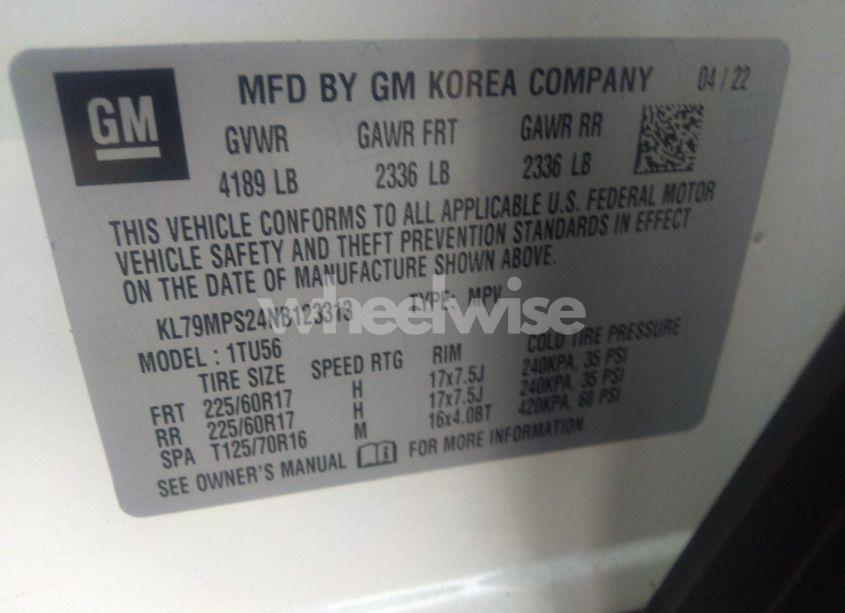 GM
MFD BY GM KOREA COMPANY 04 / 22
GVWR GAWR FRT GAWR RR
4189 LB 2336 LB 2336 LB
THIS VEHICLE CONFORMS TO ALL APPLICABLE U.S. FEDERAL MOTOR
VEHICLE SAFETY AND THEFT PREVENTION STANDARDS IN EFFECT
ON THE DATE OF MANUFACTURE SHOWN ABOVE.
KL79MPS24NB123313 TYPE: MPV
wheelwise
MODEL: 1TU56
TIRE SIZE SPEED RTG RIM COLD TIRE PRESSURE
FRT 225/60R17 H 17x7.5J 240KPA, 35 PSI
RR 225/60R17 H 17x7.5J 240KPA, 35 PSI
SPA T125/70R16 M 16x4.0BT 420KPA, 60 PSI
SEE OWNER'S MANUAL FOR MORE INFORMATION.